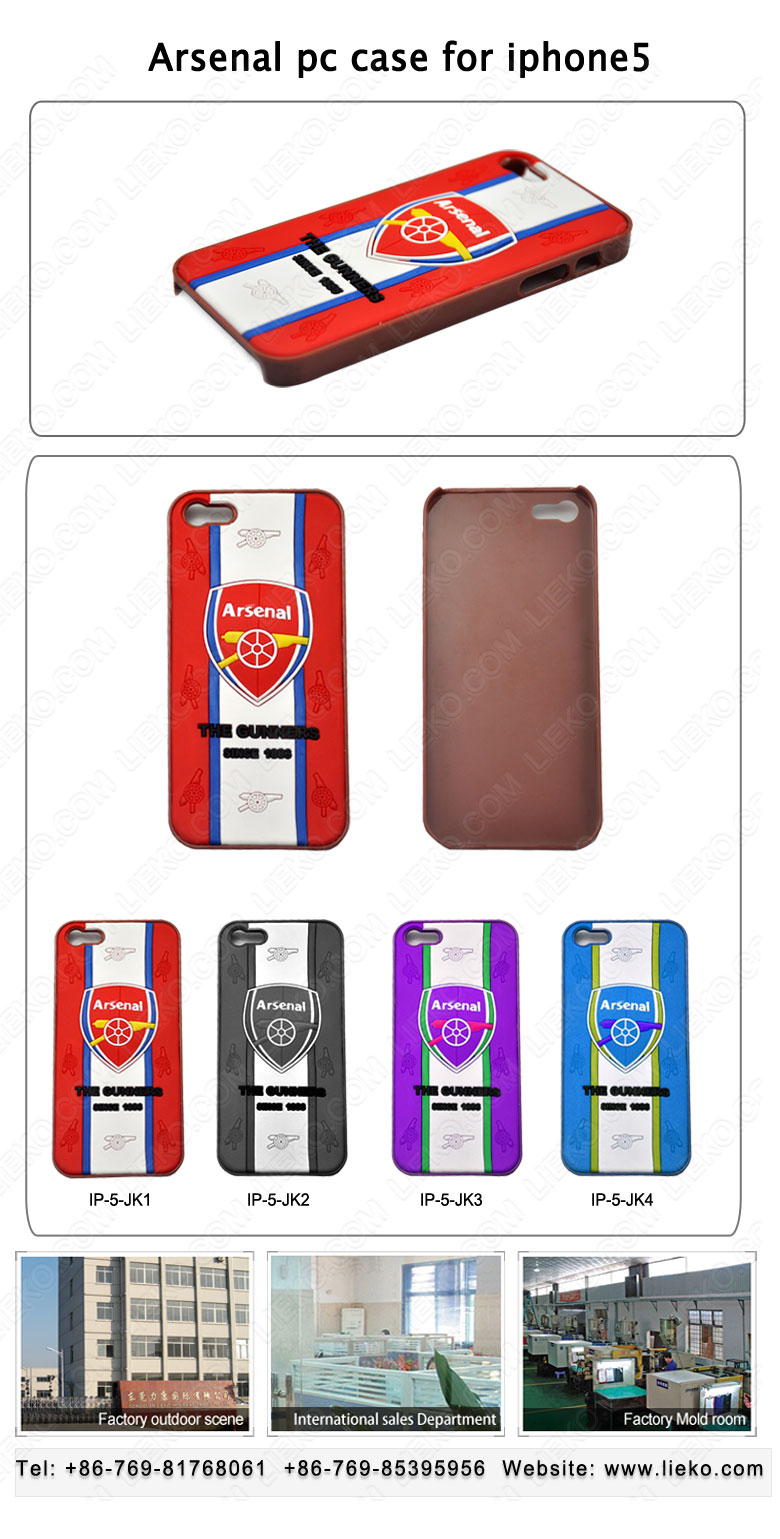 Arsenal pc case for iphone5
Arsenal
THE GUNNERS
SINCE 1886
Arsenal
THE GUNNERS
SINCE 1886
Arsenal
THE GUNNERS
SINCE 1886
Arsenal
THE GUNNERS
SINCE 1886
Arsenal
THE GUNNERS
SINCE 1886
Arsenal
THE GUNNERS
SINCE 1886
IP-5-JK1
IP-5-JK2
IP-5-JK3
IP-5-JK4
Factory outdoor scene
International sales Department
Factory Mold room
Tel: +86-769-81768061 +86-769-85395956 Website: www.lieko.com
LIEKO.COM